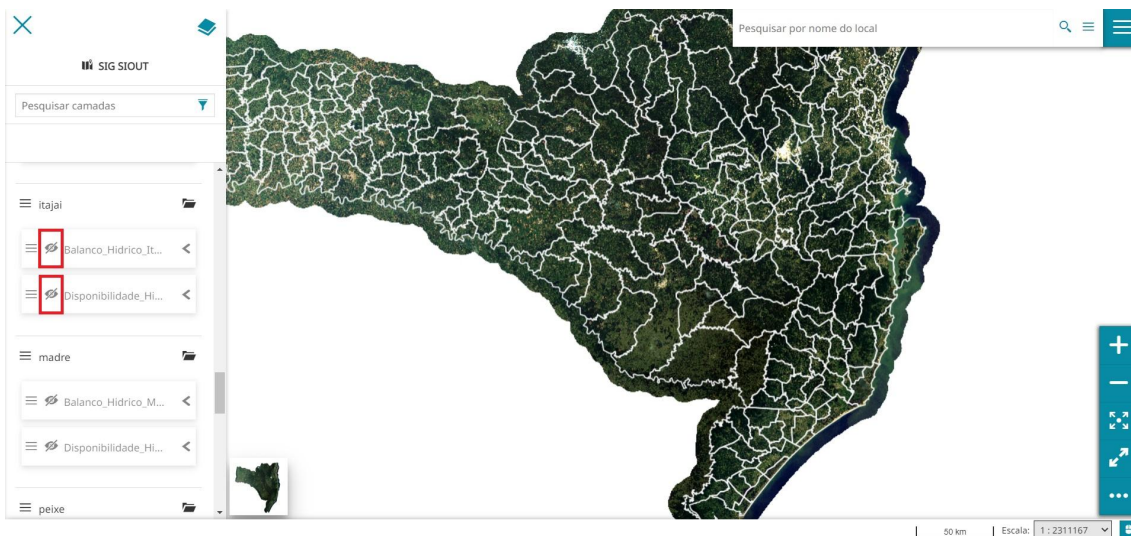 SIG SIOUT
Pesquisar por nome do local
Pesquisar camadas
itajai
Balanco_Hidrico_It...
Disponibilidade_Hi...
madre
Balanco_Hidrico_M...
Disponibilidade_Hi...
peixe
50 km
Escala: 1 : 2311167